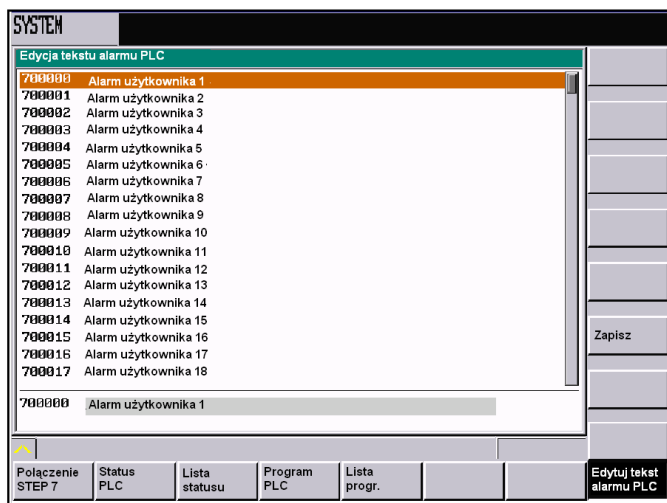 SYSTEM
Edycja tekstu alarmu PLC
700000 Alarm użytkownika 1
700001 Alarm użytkownika 2
700002 Alarm użytkownika 3
700003 Alarm użytkownika 4
700004 Alarm użytkownika 5
700005 Alarm użytkownika 6
700006 Alarm użytkownika 7
700007 Alarm użytkownika 8
700008 Alarm użytkownika 9
700009 Alarm użytkownika 10
700010 Alarm użytkownika 11
700011 Alarm użytkownika 12
700012 Alarm użytkownika 13
700013 Alarm użytkownika 14
700014 Alarm użytkownika 15
700015 Alarm użytkownika 16
700016 Alarm użytkownika 17
700017 Alarm użytkownika 18
Zapisz
700000 Alarm użytkownika 1
Połączenie STEP 7
Status PLC
Lista statusu
Program PLC
Lista progr.
Edytuj tekst alarmu PLC